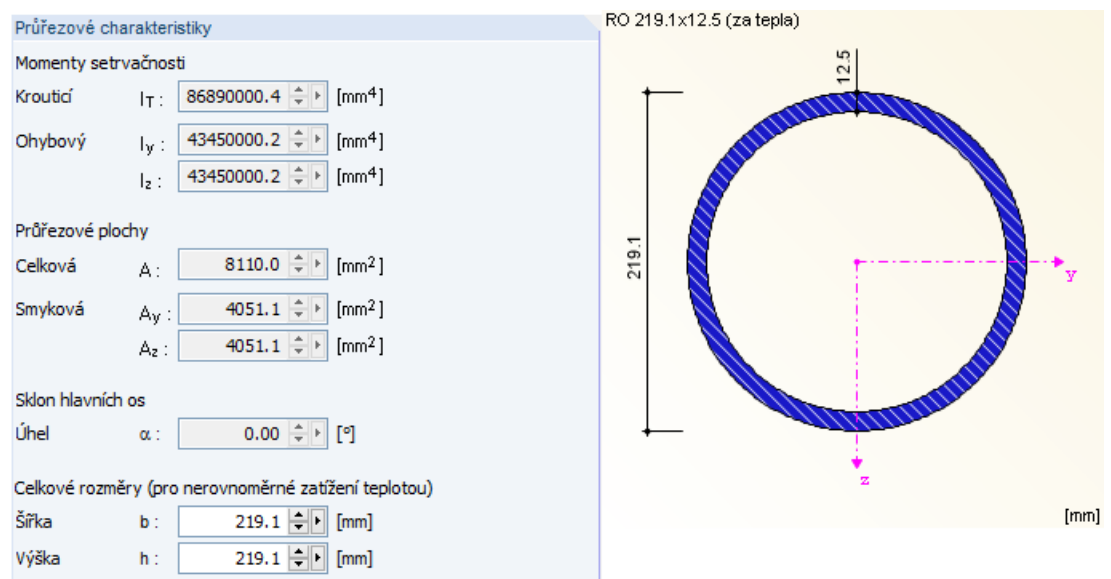 Průřezové charakteristiky
Momenty setrvačnosti
Krouticí I_T : 86890000.4 [mm⁴]
Ohybový I_y : 43450000.2 [mm⁴]
I_z : 43450000.2 [mm⁴]
Průřezové plochy
Celková A : 8110.0 [mm²]
Smyková A_y : 4051.1 [mm²]
A_z : 4051.1 [mm²]
Sklon hlavních os
Úhel α : 0.00 [°]
Celkové rozměry (pro nerovnoměrné zatížení teplotou)
Šířka b : 219.1 [mm]
Výška h : 219.1 [mm]
RO 219.1x12.5 (za tepla)
12.5
219.1
y
z
[mm]